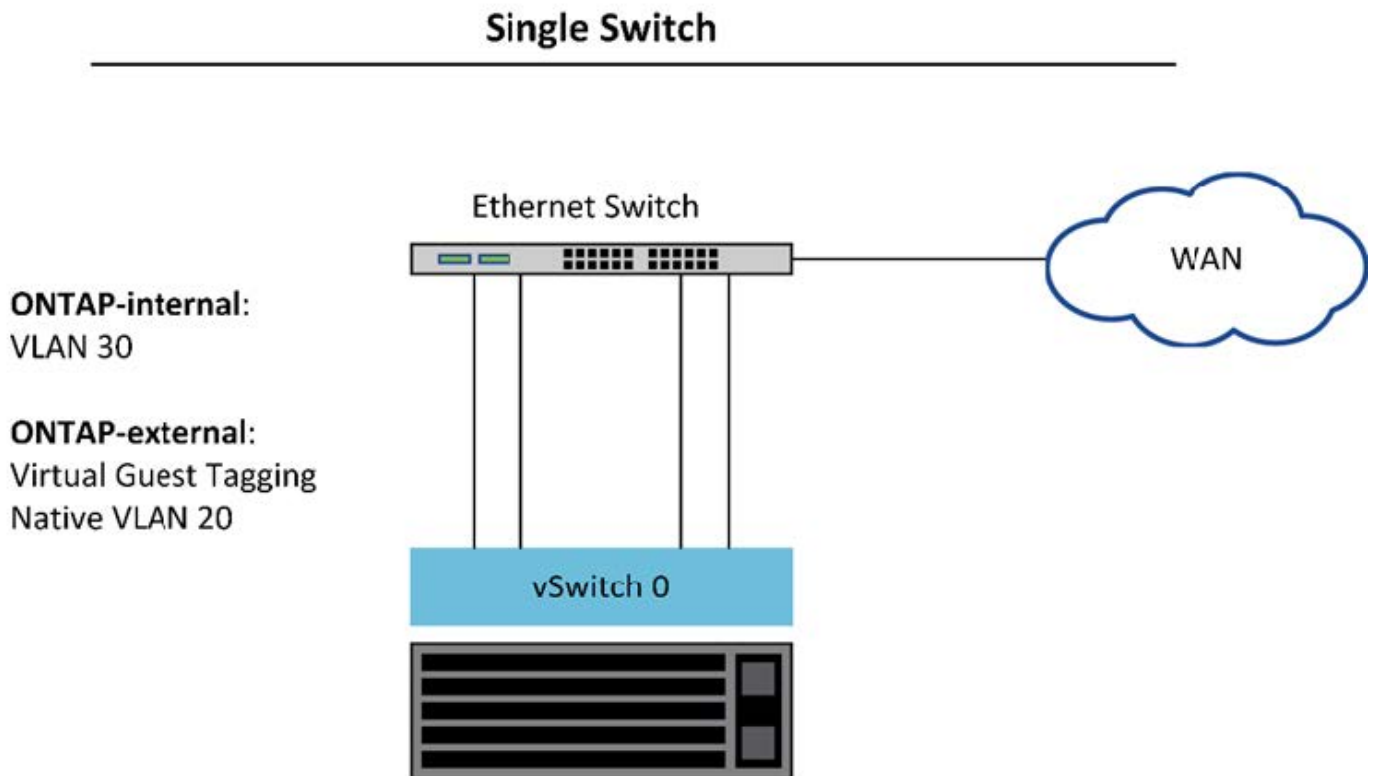 Single Switch
Ethernet Switch
WAN
ONTAP-internal:
VLAN 30
ONTAP-external:
Virtual Guest Tagging
Native VLAN 20
vSwitch 0